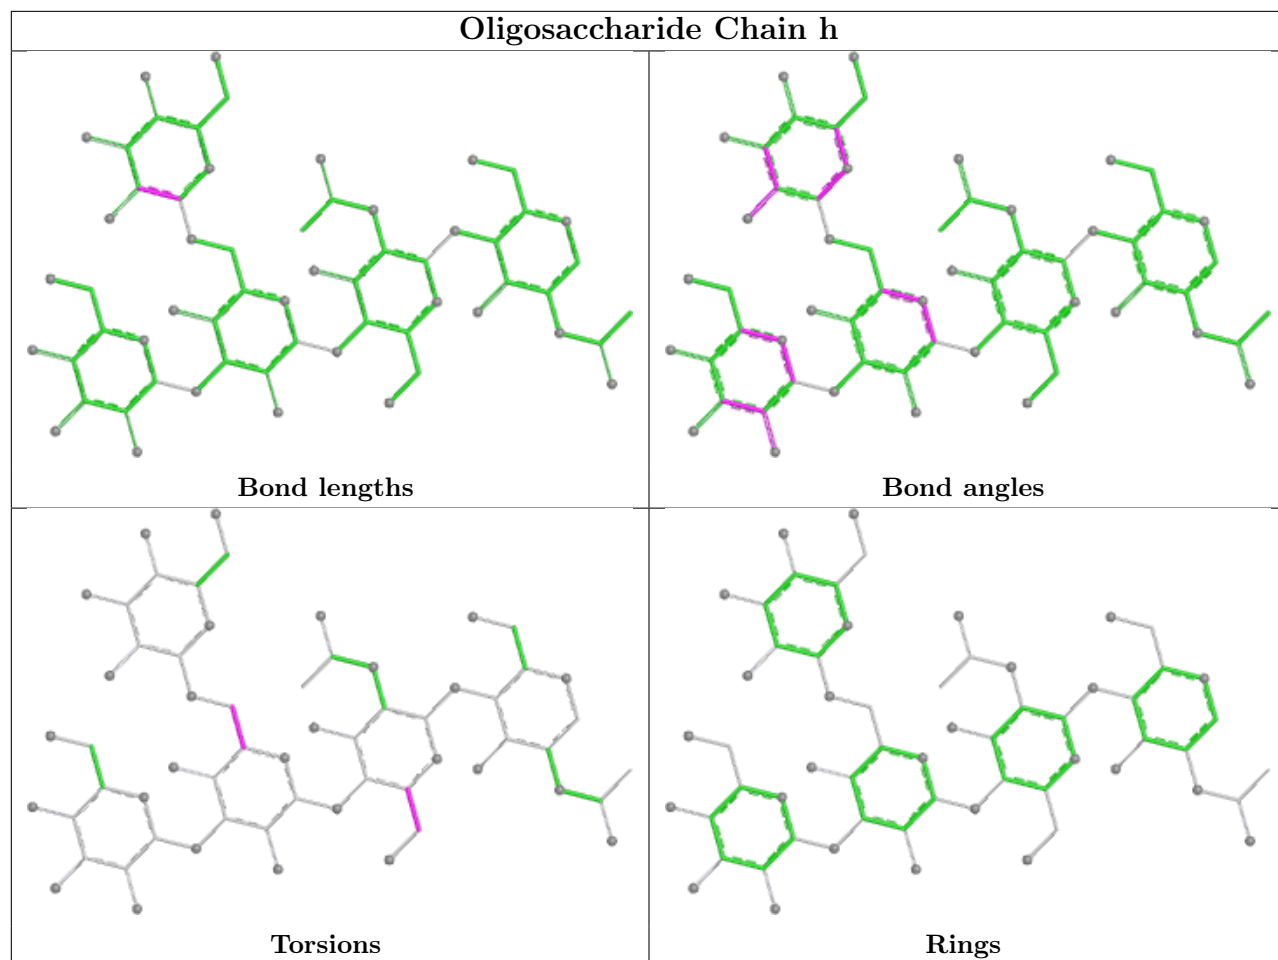 Oligosaccharide Chain h
Bond lengths
Bond angles
Torsions
Rings